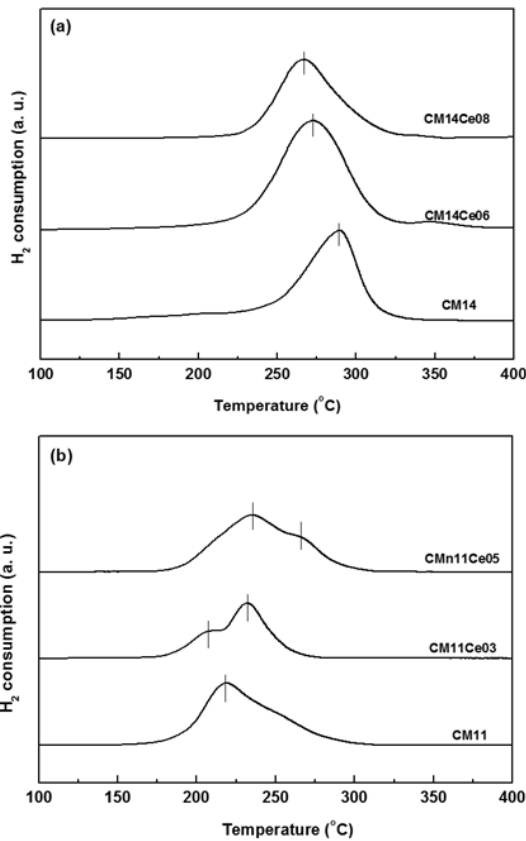 (a)
H2 consumption (a. u.)
CM14Ce08
CM14Ce06
CM14
100 150 200 250 300 350 400
Temperature (°C)
(b)
H2 consumption (a. u.)
CMn11Ce05
CM11Ce03
CM11
100 150 200 250 300 350 400
Temperature (°C)